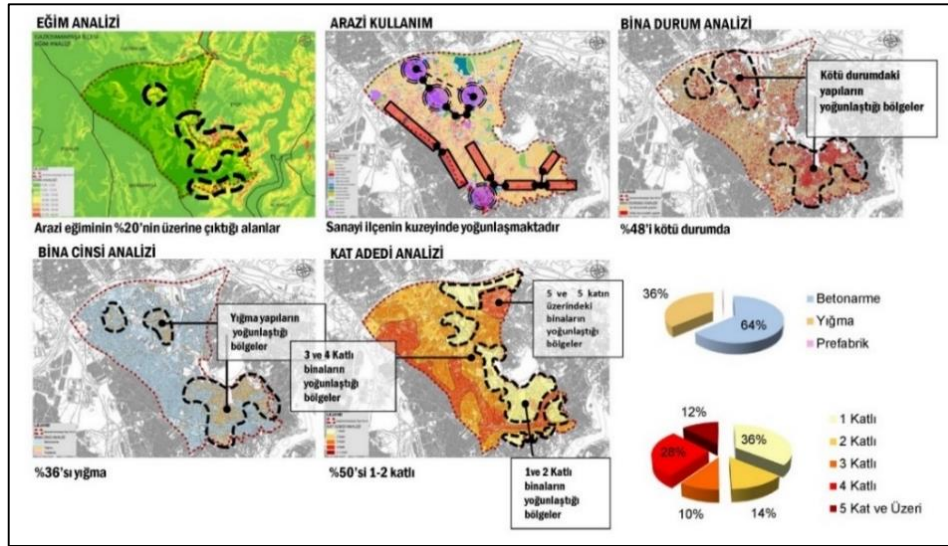 EĞİM ANALİZİ
Arazi eğiminin %20'nin üzerine çıktığı alanlar
ARAZİ KULLANIM
Sanayi ilçenin kuzeyinde yoğunlaşmaktadır
BİNA DURUM ANALİZİ
Kötü durumdaki
yapıların
yoğunlaştığı
bölgeler
%48'i kötü durumda
BİNA CİNSİ ANALİZİ
Yığma yapıların
yoğunlaştığı
bölgeler
%36'sı yığma
KAT ADEDİ ANALİZİ
5 ve 5 katın
üzerindeki
binaların
yoğunlaştığı
bölgeler
3 ve 4 Katlı
binaların
yoğunlaştığı
bölgeler
1ve 2 Katlı
binaların
yoğunlaştığı
bölgeler
%50'si 1-2 katlı
36%
64%
Betonarme
Yığma
Prefabrik
12%
36%
28%
10%
14%
1 Katlı
2 Katlı
3 Katlı
4 Katlı
5 Kat ve Üzeri